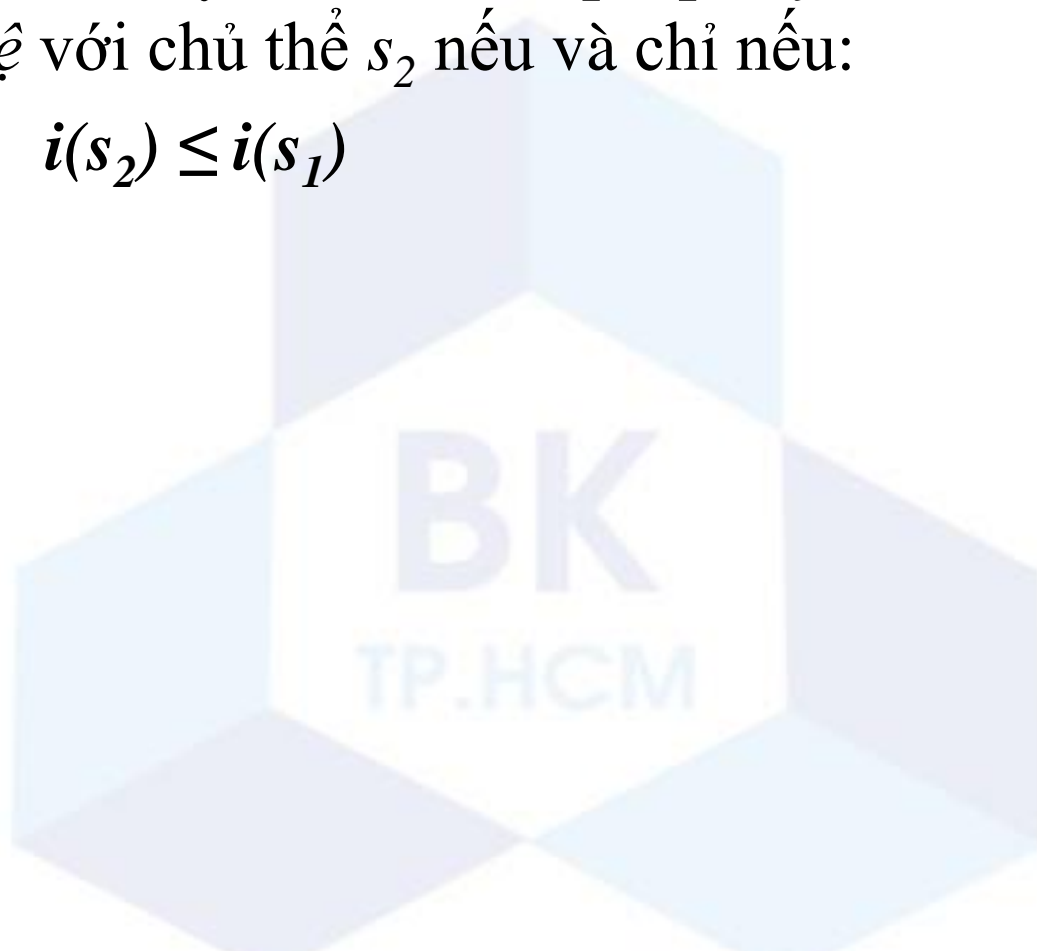 ệ với chủ thể s₂ nếu và chỉ nếu:
i(s₂) ≤ i(s₁)
BK
TP.HCM